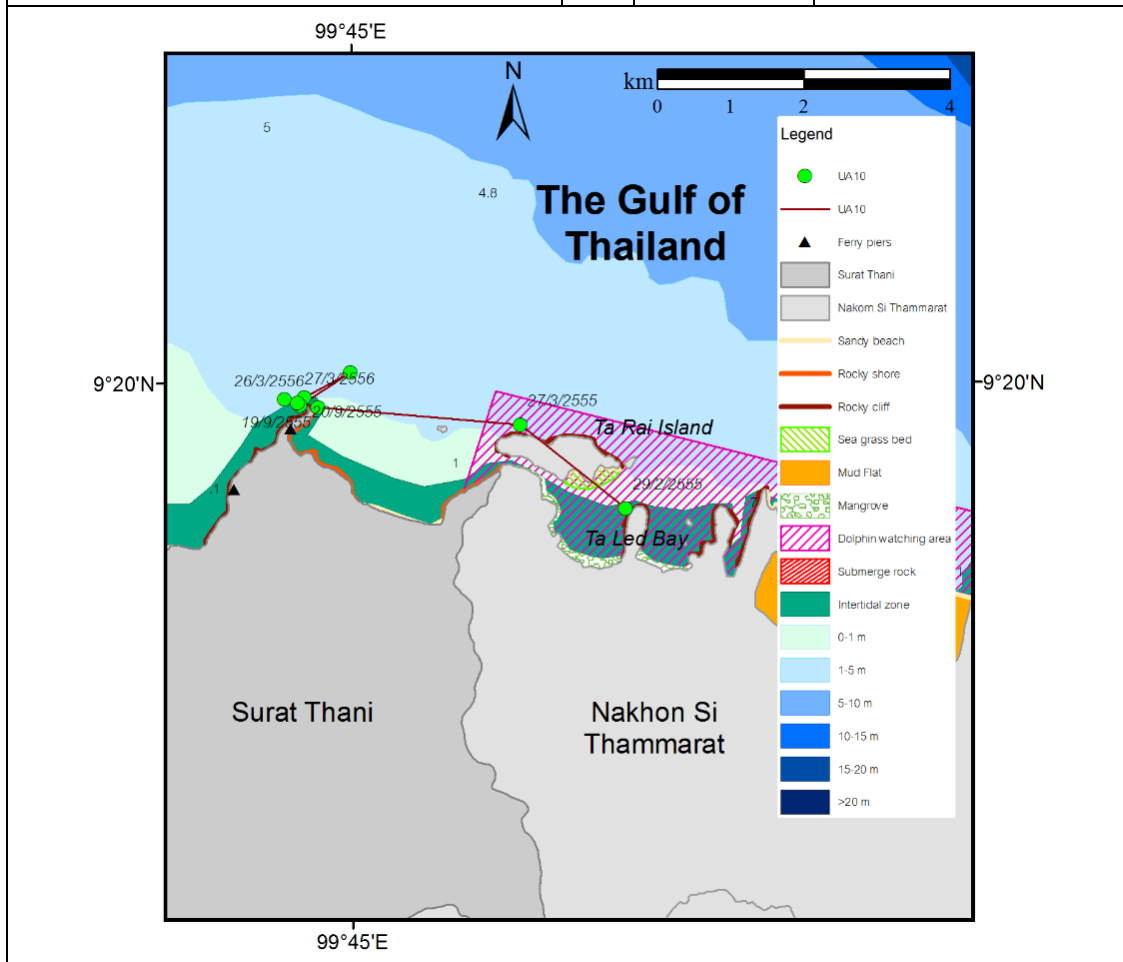 99°45'E
N
km
0 1 2 4
Legend
UA10
UA10
Ferry piers
Surat Thani
Nakorn Si Thammarat
Sandy beach
Rocky shore
Rocky cliff
Sea grass bed
Mud Flat
Mangrove
Dolphin watching area
Submerge rock
Intertidal zone
0-1 m
1-5 m
5-10 m
10-15 m
15-20 m
>20 m
5
4.8
The Gulf of
Thailand
9°20'N
9°20'N
26/3/2556
27/3/2556
19/9/2555
20/9/2555
27/3/2555
Ta Rai Island
1
.1
29/2/2555
Ta Led Bay
1
Surat Thani
Nakhon Si
Thammarat
99°45'E